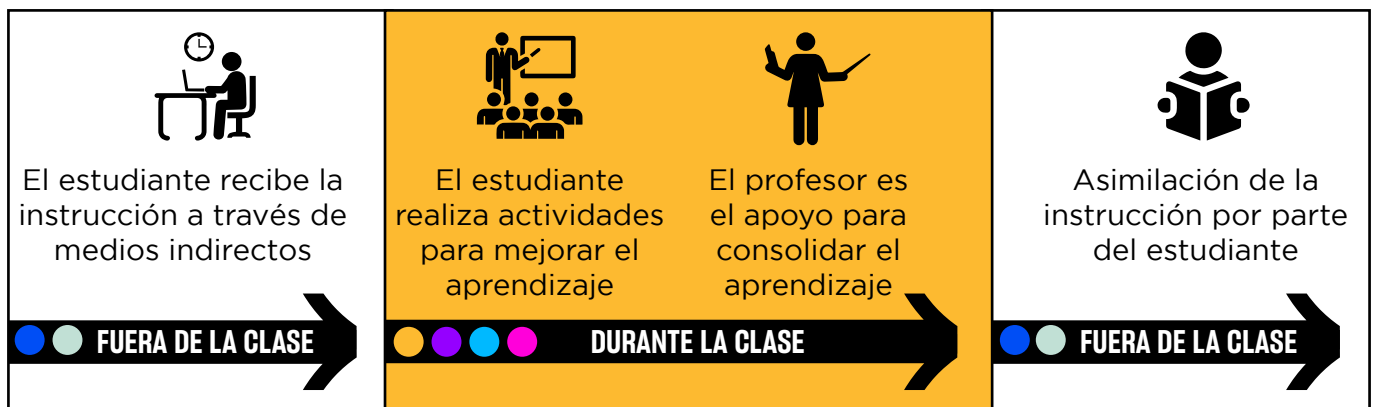 El estudiante recibe la
instrucción a través de
medios indirectos
FUERA DE LA CLASE
El estudiante
realiza actividades
para mejorar el
aprendizaje
El profesor es
el apoyo para
consolidar el
aprendizaje
DURANTE LA CLASE
Asimilación de la
instrucción por parte
del estudiante
FUERA DE LA CLASE